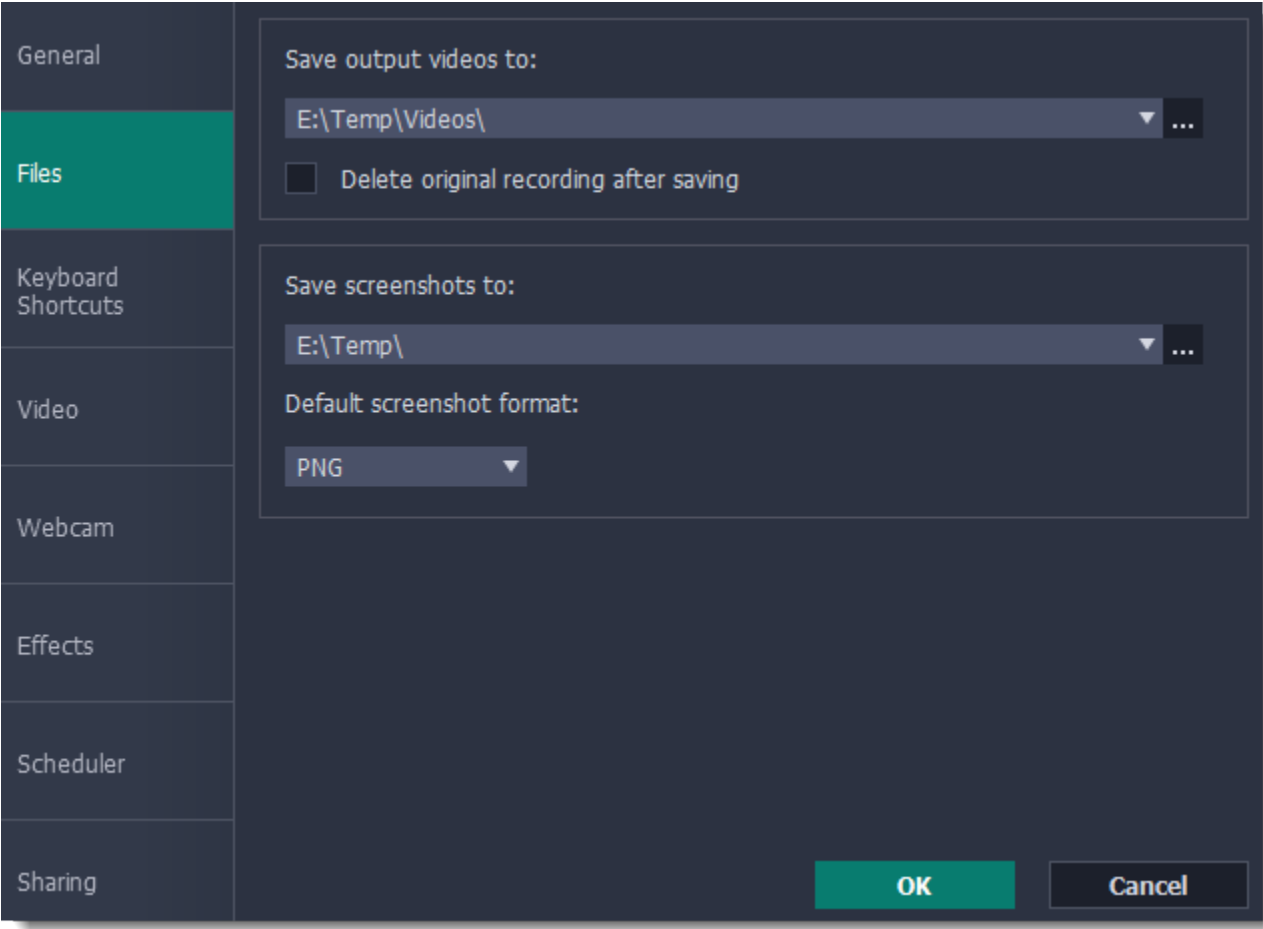 General
Files
Keyboard
Shortcuts
Video
Webcam
Effects
Scheduler
Sharing
Save output videos to:
E:\Temp\Videos\
...
Delete original recording after saving
Save screenshots to:
E:\Temp\
...
Default screenshot format:
PNG
OK
Cancel